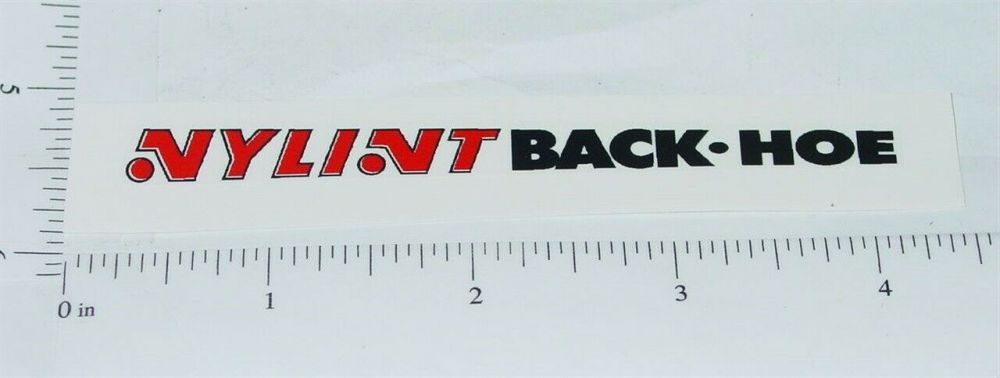 5
NYLINT BACK·HOE
0 in 1 2 3 4